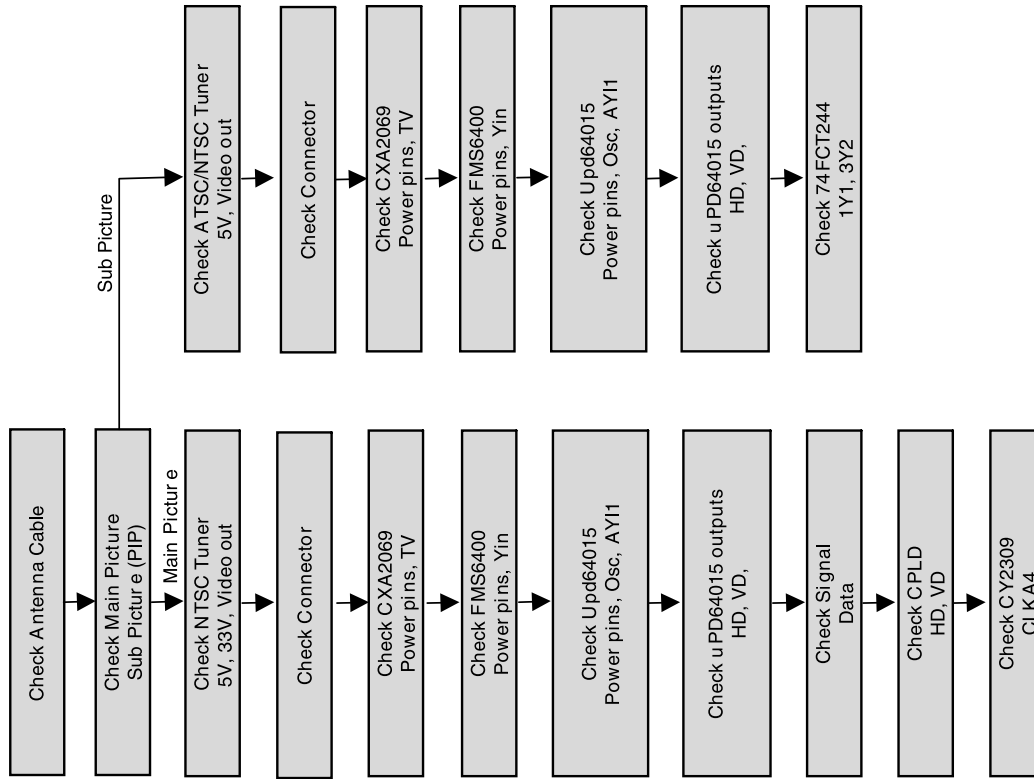 Check Antenna Cable
Check Main Picture
Sub Picture (PIP)
Main Picture
Check NTSC Tuner
5V, 33V, Video out
Check Connector
Check CXA2069
Power pins, TV
Check FMS6400
Power pins, Yin
Check Upd64015
Power pins, Osc, AYI1
Check uPD64015 outputs
HD, VD,
Check Signal
Data
Check CPLD
HD, VD
Check CY2309
CLKA4
Sub Picture
Check ATSC/NTSC Tuner
5V, Video out
Check Connector
Check CXA2069
Power pins, TV
Check FMS6400
Power pins, Yin
Check Upd64015
Power pins, Osc, AYI1
Check uPD64015 outputs
HD, VD,
Check 74FCT244
1Y1, 3Y2